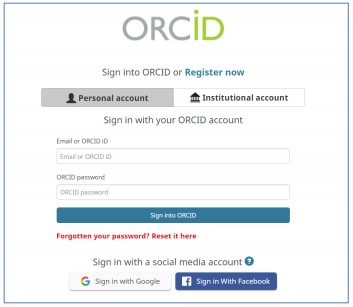 ORCiD
Sign into ORCID or Register now
Personal account
Institutional account
Sign in with your ORCID account
Email or ORCID iD
Email or ORCID iD
ORCID password
ORCID password
Sign into ORCID
Forgotten your password? Reset it here
Sign in with a social media account ?
G Sign in with Google
f Sign in With Facebook